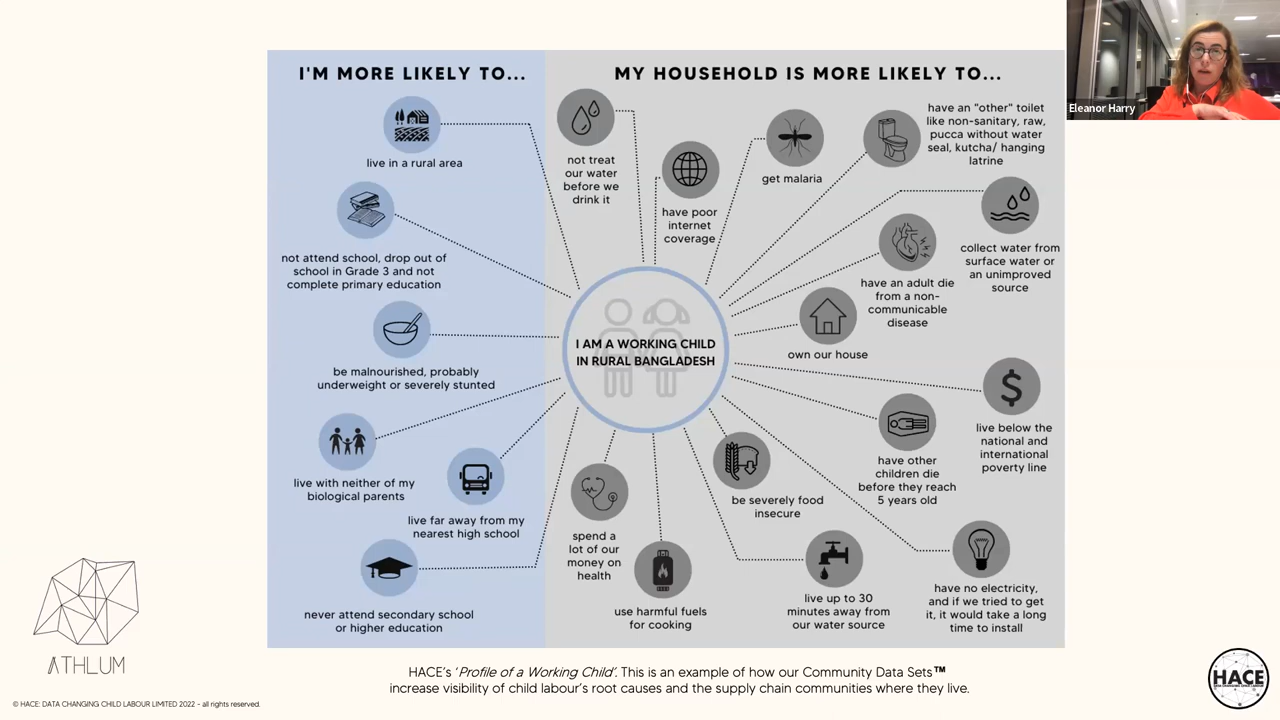 I'M MORE LIKELY TO...
live in a rural area
not attend school, drop out of
school in Grade 3 and not
complete primary education
be malnourished, probably
underweight or severely stunted
live with neither of my
biological parents
live far away from my
nearest high school
never attend secondary school
or higher education
MY HOUSEHOLD IS MORE LIKELY TO...
not treat
our water
before we
drink it
have poor
internet
coverage
get malaria
have an "other" toilet
like non-sanitary, raw,
pucca without water
seal, kutcha/ hanging
latrine
collect water from
surface water or
an unimproved
source
have an adult die
from a non-
communicable
disease
own our house
I AM A WORKING CHILD
IN RURAL BANGLADESH
live below the
national and
international
poverty line
have other
children die
before they reach
5 years old
be severely food
insecure
spend a
lot of our
money on
health
use harmful fuels
for cooking
live up to 30
minutes away from
our water source
have no electricity,
and if we tried to get
it, it would take a long
time to install
Eleanor Harry
ATHLUM
HACE's 'Profile of a Working Child'. This is an example of how our Community Data Sets™
increase visibility of child labour's root causes and the supply chain communities where they live.
© HACE: DATA CHANGING CHILD LABOUR LIMITED 2022 - all rights reserved.
HACE
DATA CHANGING CHILD LABOUR